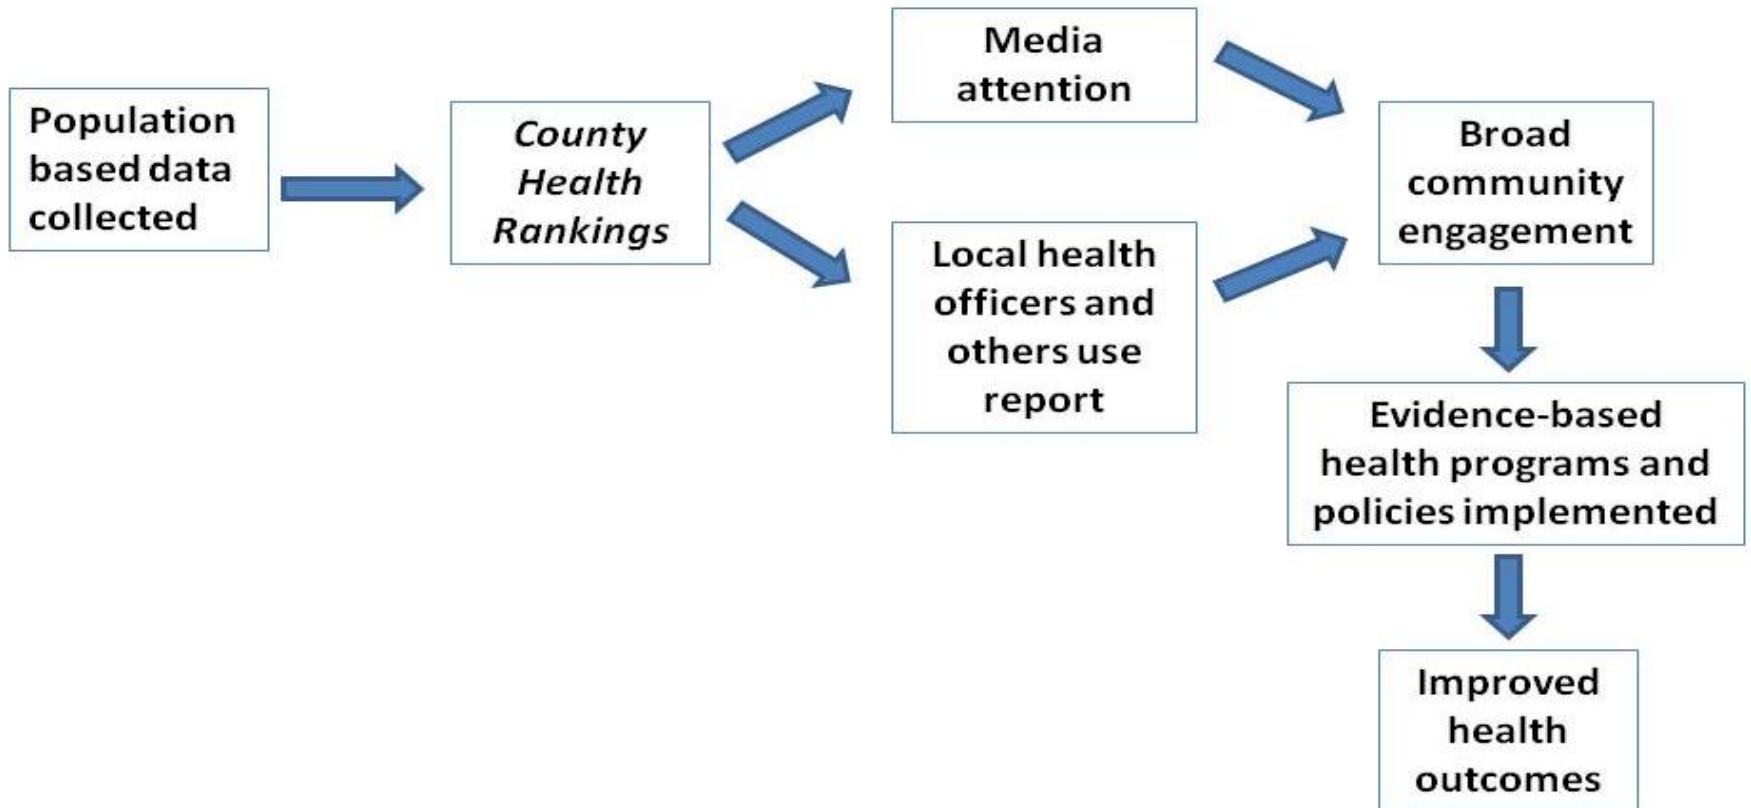 Population
based data
collected
County
Health
Rankings
Media
attention
Local health
officers and
others use
report
Broad
community
engagement
Evidence-based
health programs and
policies implemented
Improved
health
outcomes